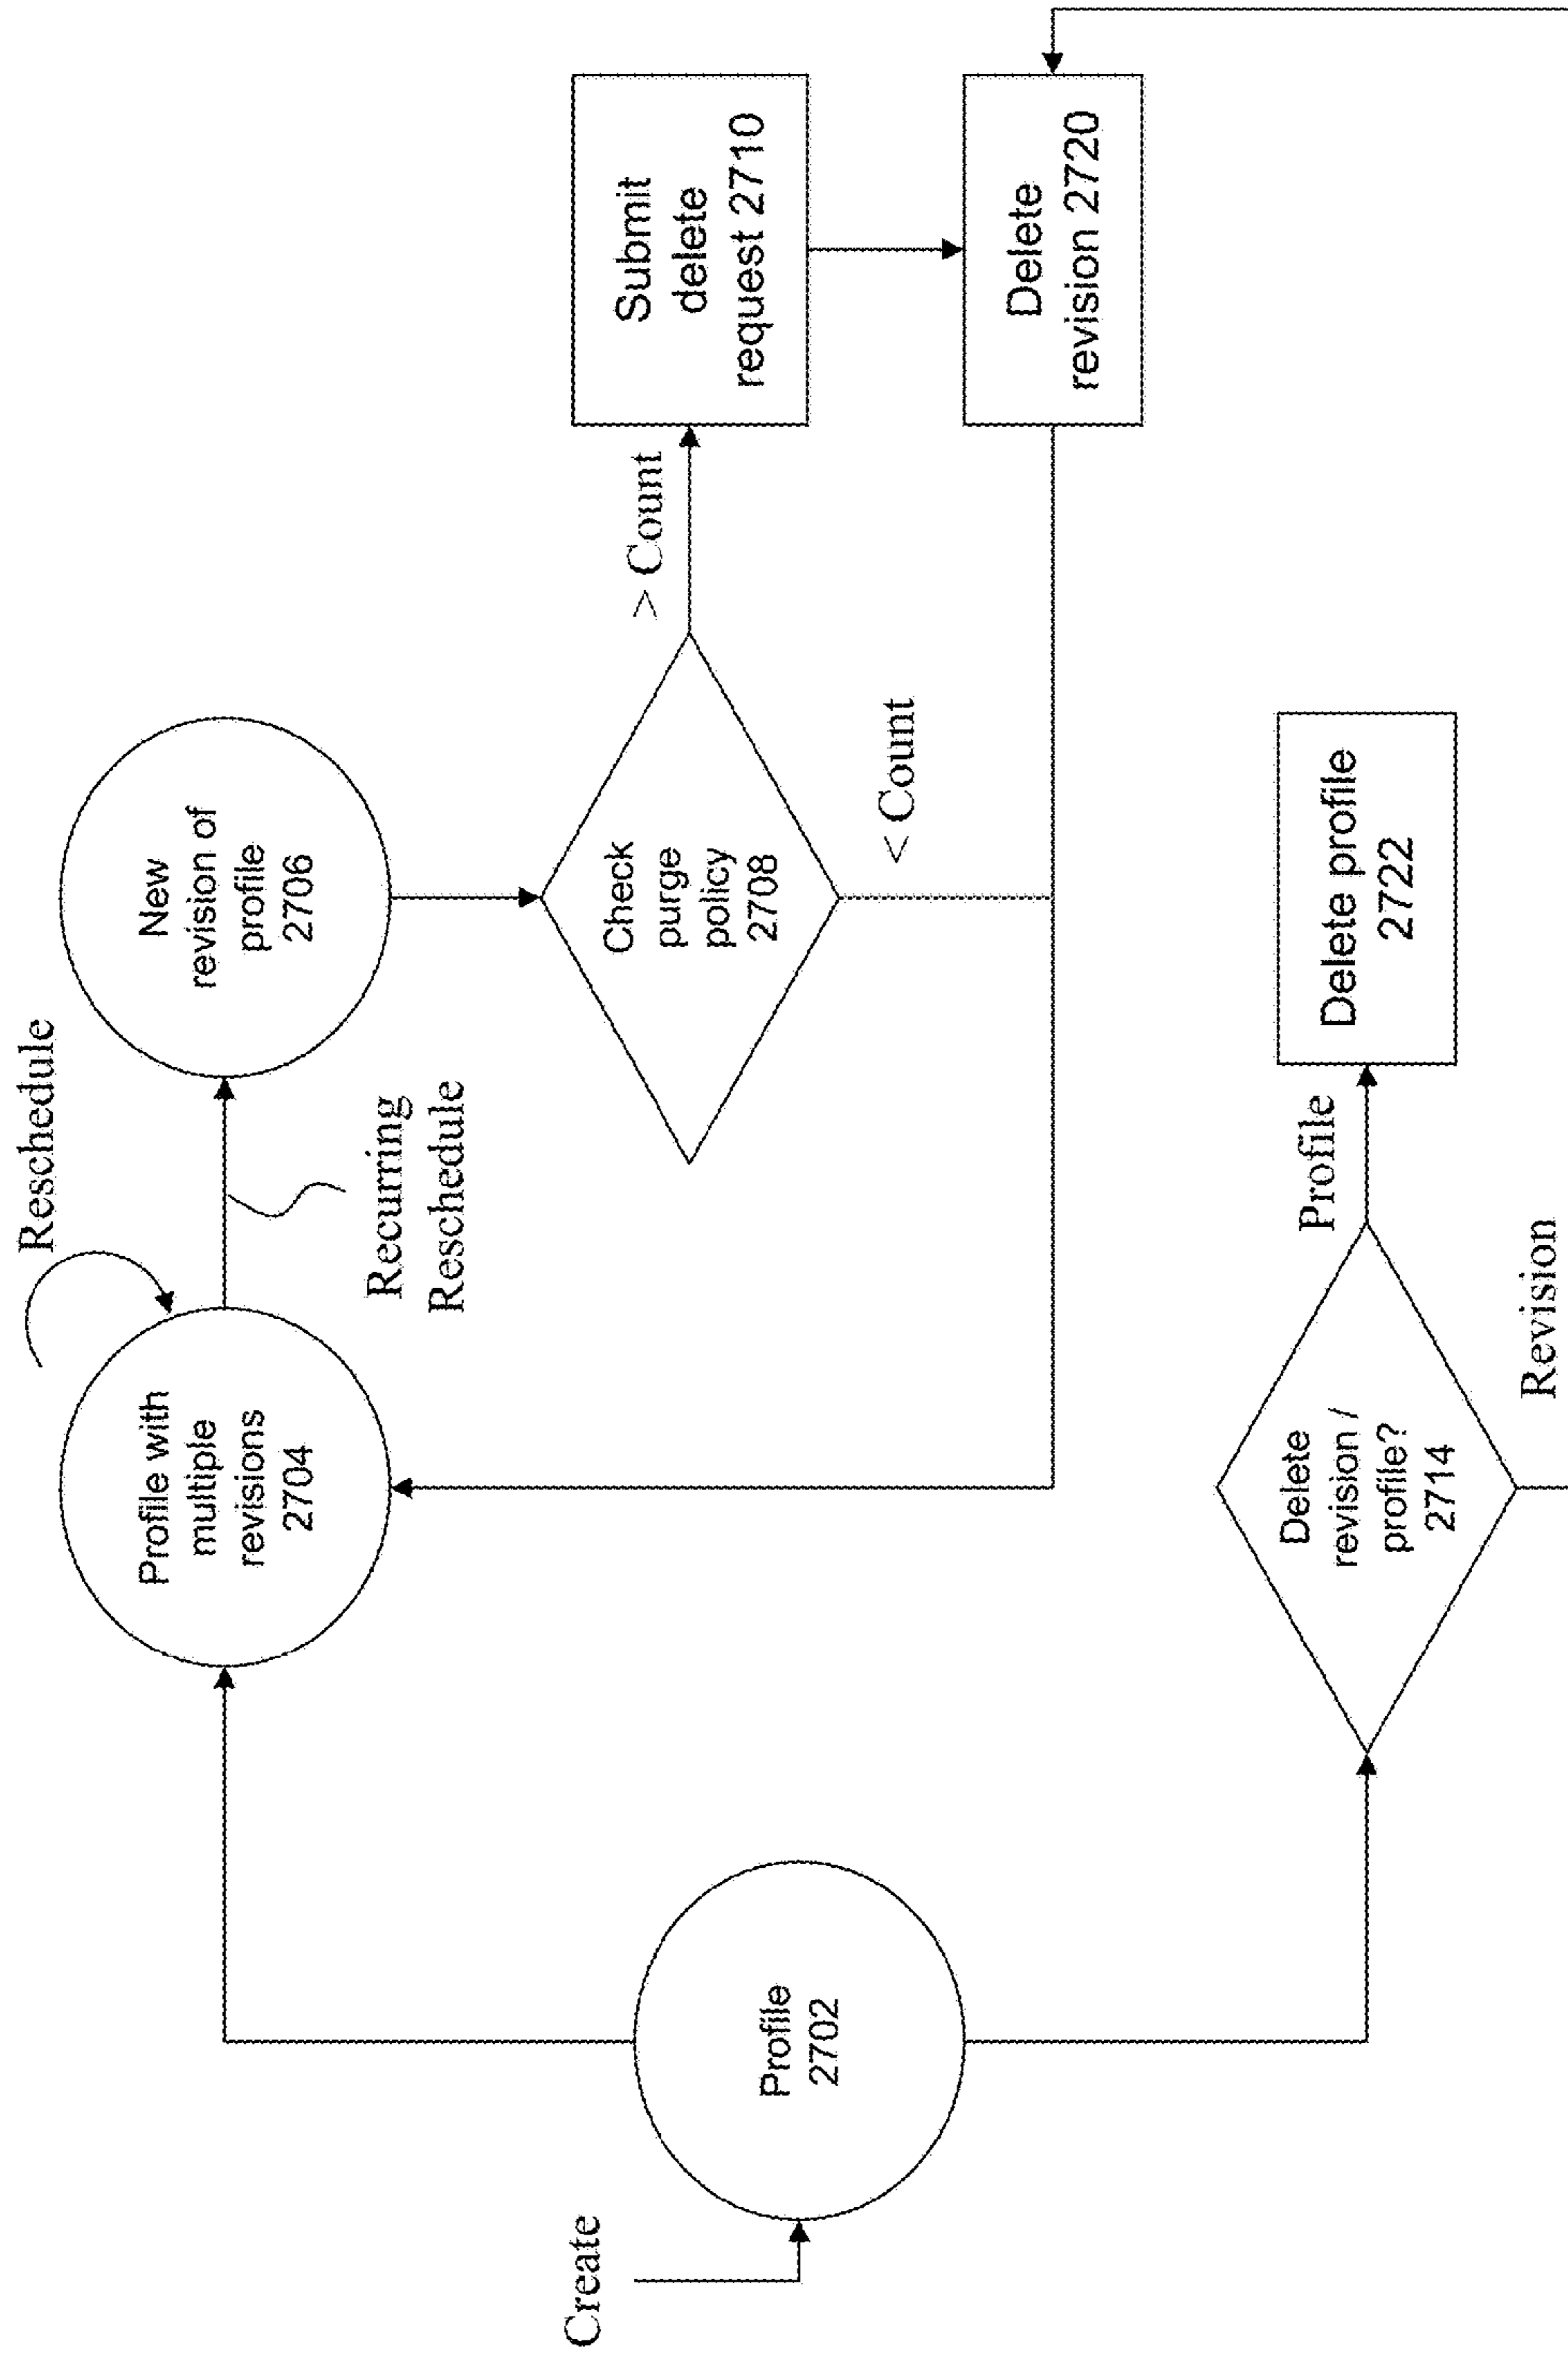 Reschedule
Profile with
multiple
revisions
2704
New
revision of
profile
2706
Recurring
Reschedule
> Count
Submit
delete
request 2710
Check
purge
policy
2708
< Count
Create
Profile
2702
Delete
revision 2720
Profile
Delete
revision /
profile?
2714
Delete profile
2722
Revision